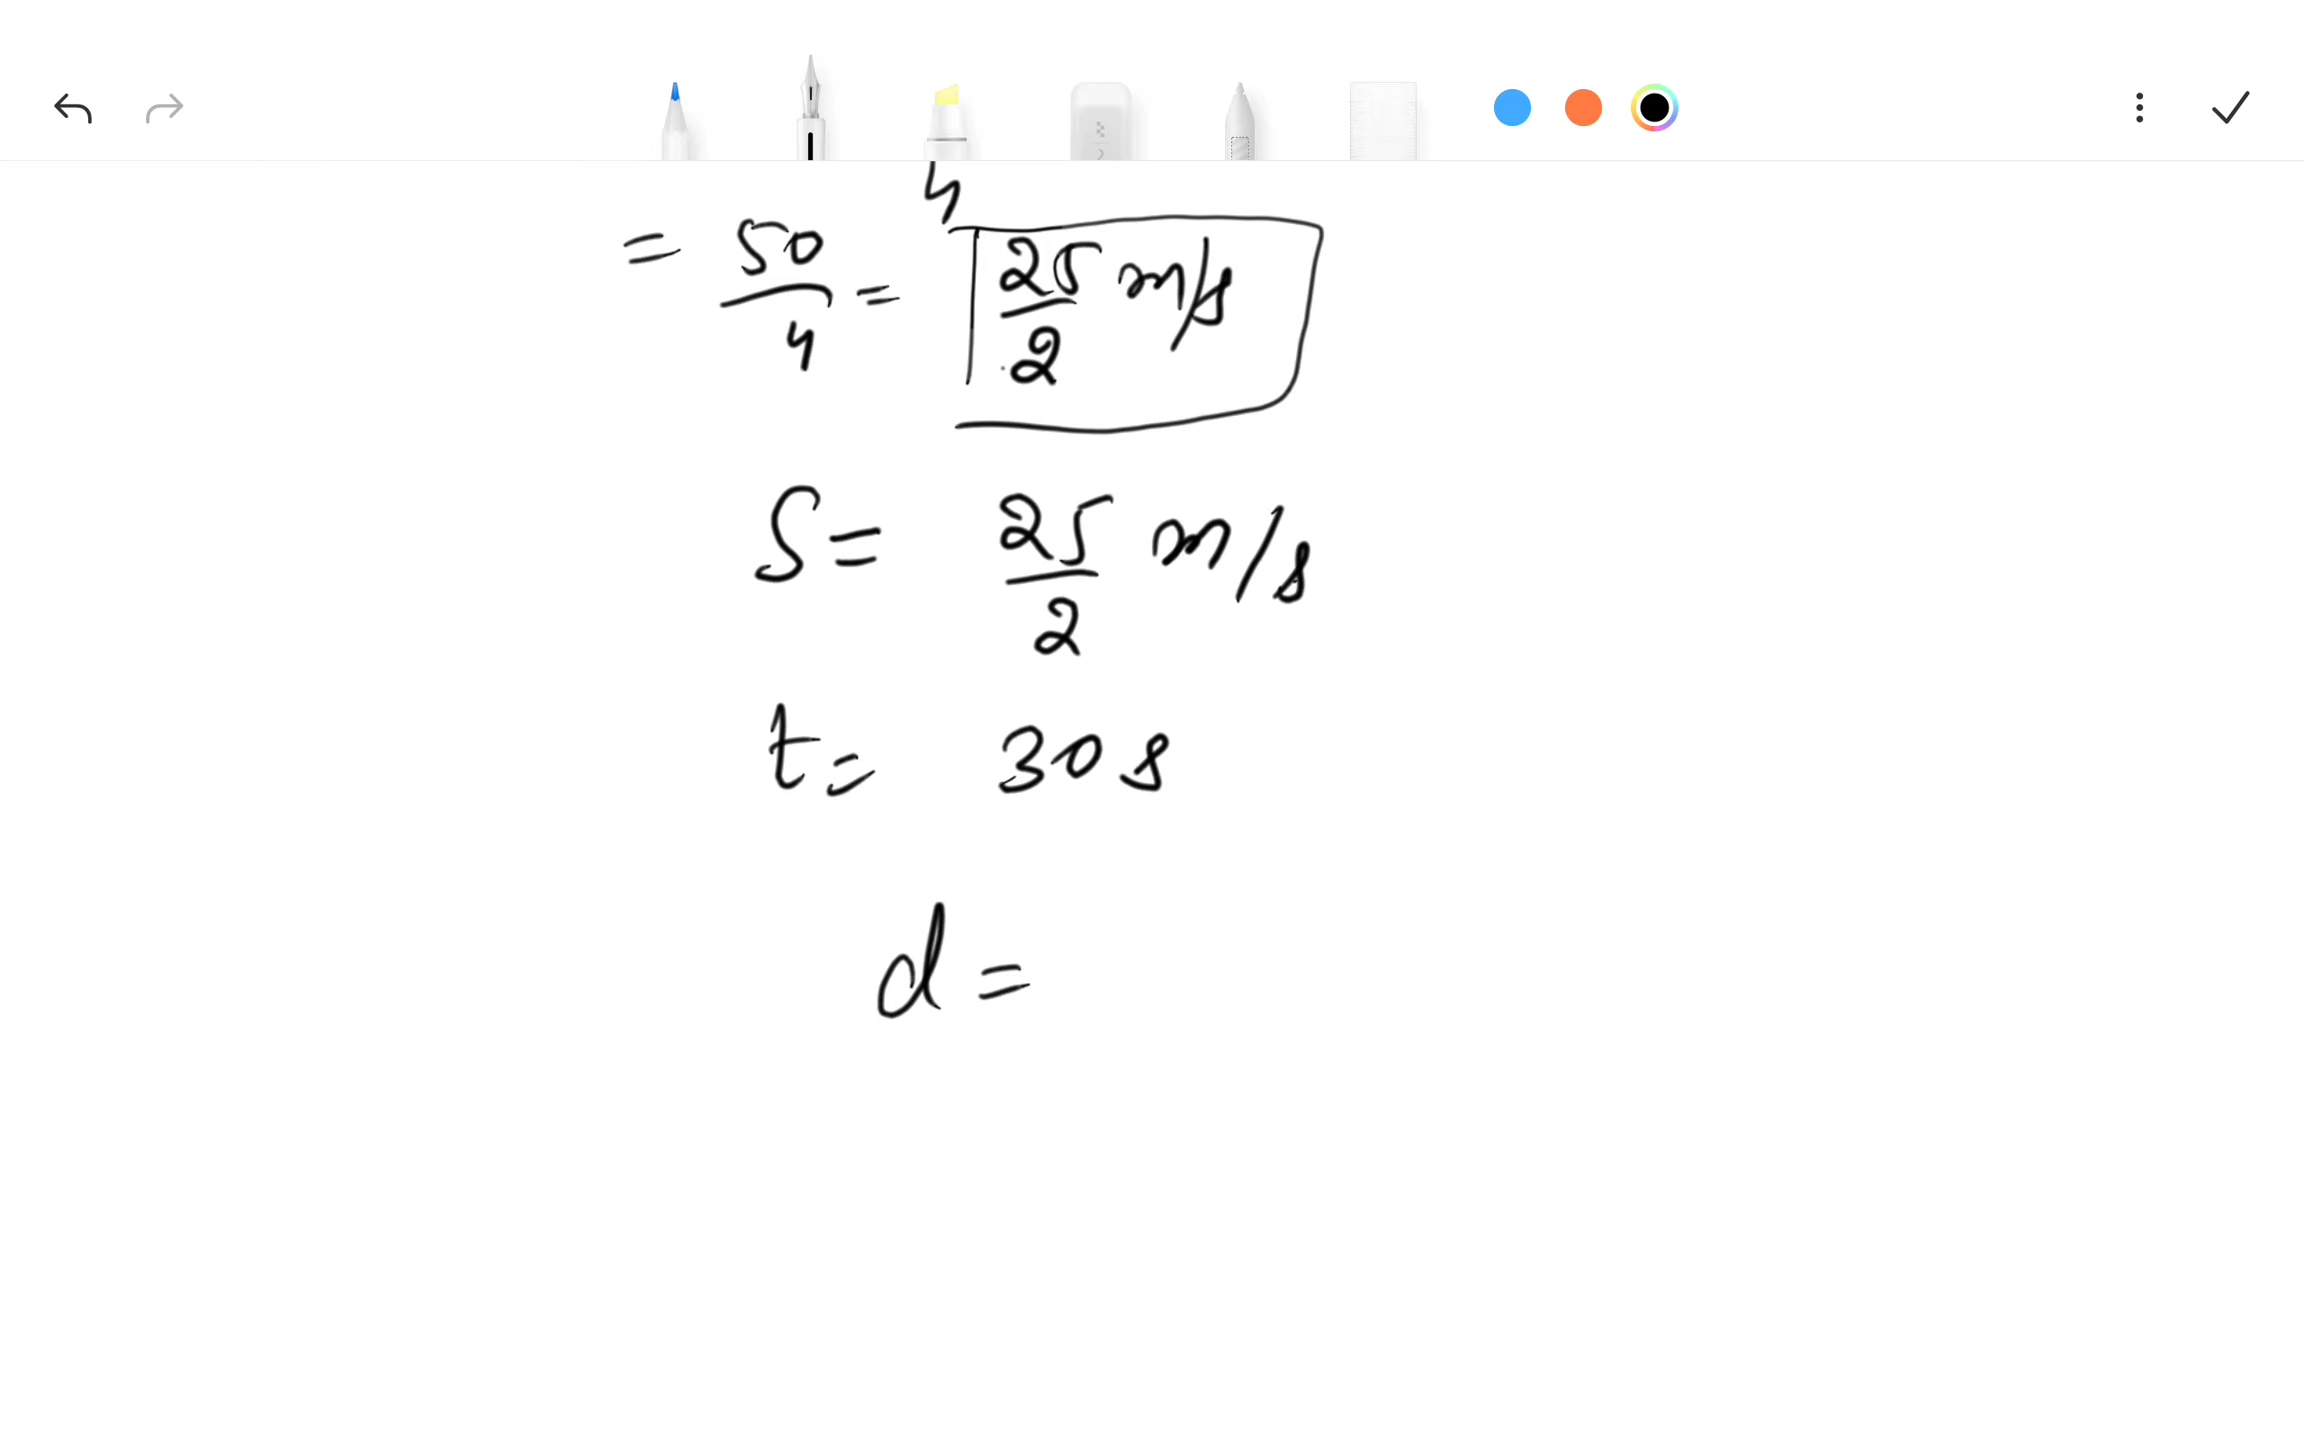 4
= 50/4 = 25/2 m/s
S = 25/2 m/s
t = 30 s
d =